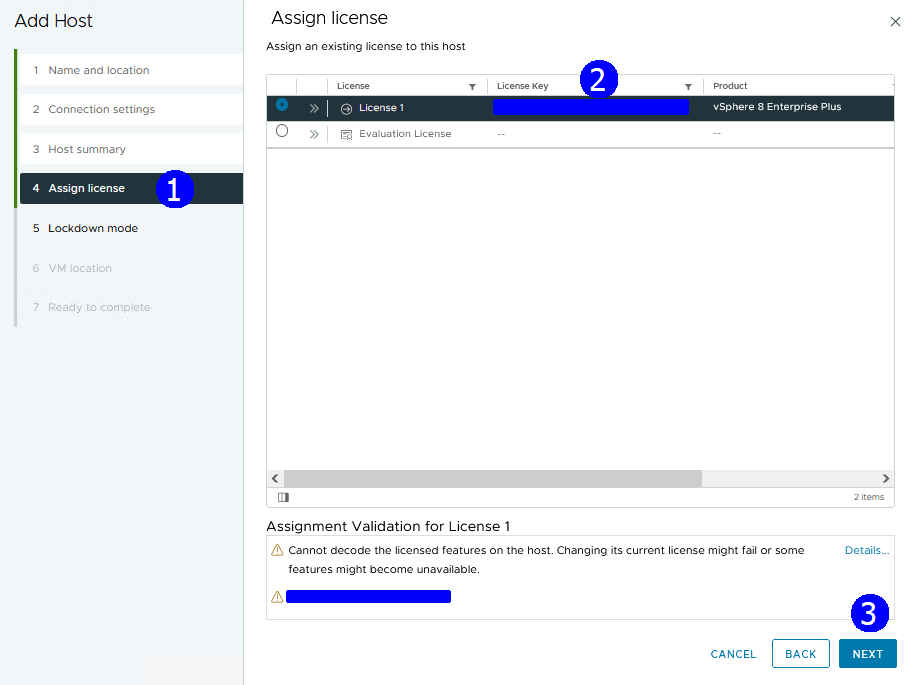 Add Host
1 Name and location
2 Connection settings
3 Host summary
4 Assign license
1
5 Lockdown mode
6 VM location
7 Ready to complete
Assign license
Assign an existing license to this host
2
License License Key Product
License 1 vSphere 8 Enterprise Plus
Evaluation License -- --
2 items
Assignment Validation for License 1
Cannot decode the licensed features on the host. Changing its current license might fail or some Details...
features might become unavailable.
3
CANCEL BACK NEXT